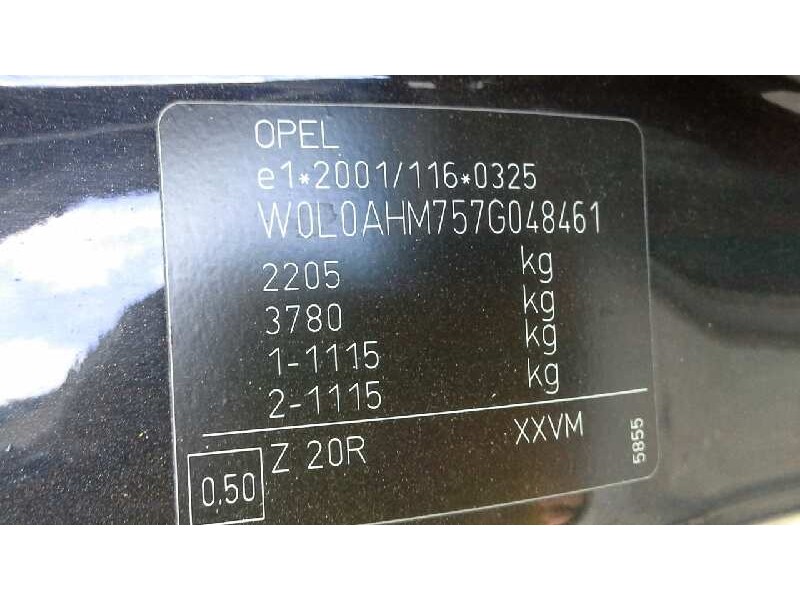 OPEL
e1*2001/116*0325
W0L0AHM757G048461
2205 kg
3780 kg
1-1115 kg
2-1115 kg
Z 20R XXVM
0.50
5855